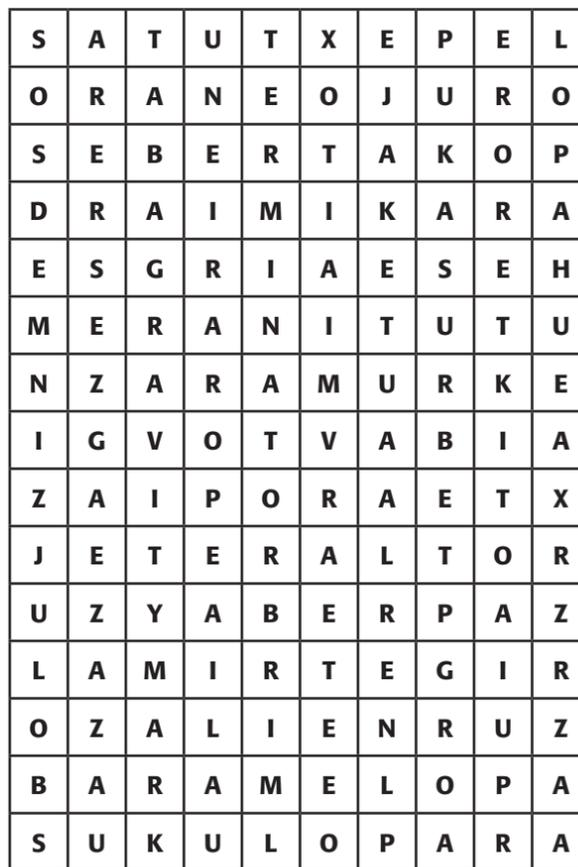 S A T U T X E P E L
O R A N E O J U R O
S E B E R T A K O P
D R A I M I K A R A
E S G R I A E S E H
M E R A N I T U T U
N Z A R A M U R K E
I G V O T V A B I A
Z A I P O R A E T X
J E T E R A L T O R
U Z Y A B E R P A Z
L A M I R T E G I R
O Z A L I E N R U Z
B A R A M E L O P A
S U K U L O P A R A